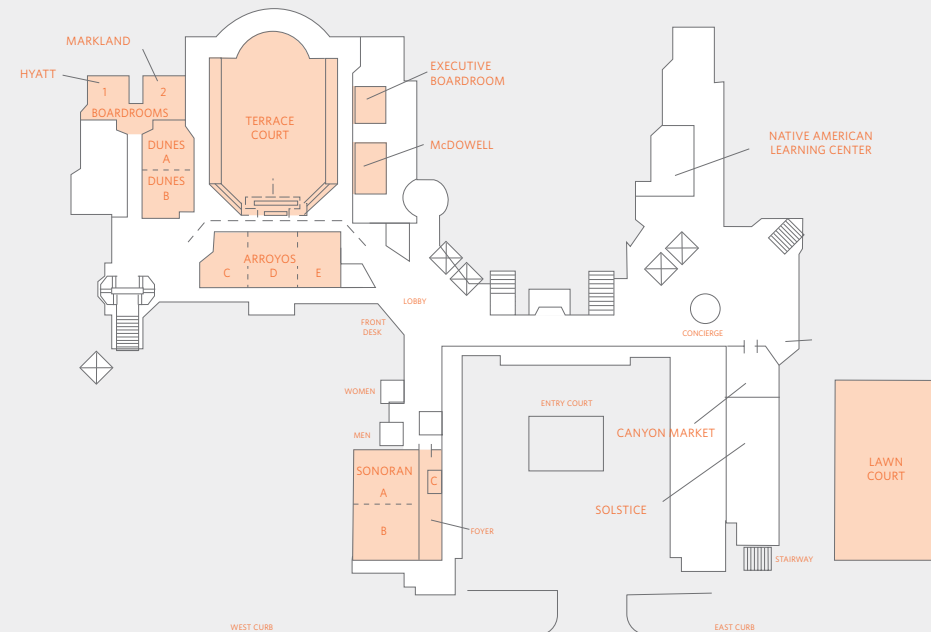 MARKLAND
HYATT
1
2
BOARDROOMS
EXECUTIVE
BOARDROOM
TERRACE
COURT
McDOWELL
DUNES
A
DUNES
B
NATIVE AMERICAN
LEARNING CENTER
ARROYOS
C
D
E
LOBBY
FRONT
DESK
CONCIERGE
WOMEN
MEN
ENTRY COURT
CANYON MARKET
SONORAN
A
B
C
FOYER
SOLSTICE
LAWN
COURT
STAIRWAY
WEST CURB
EAST CURB